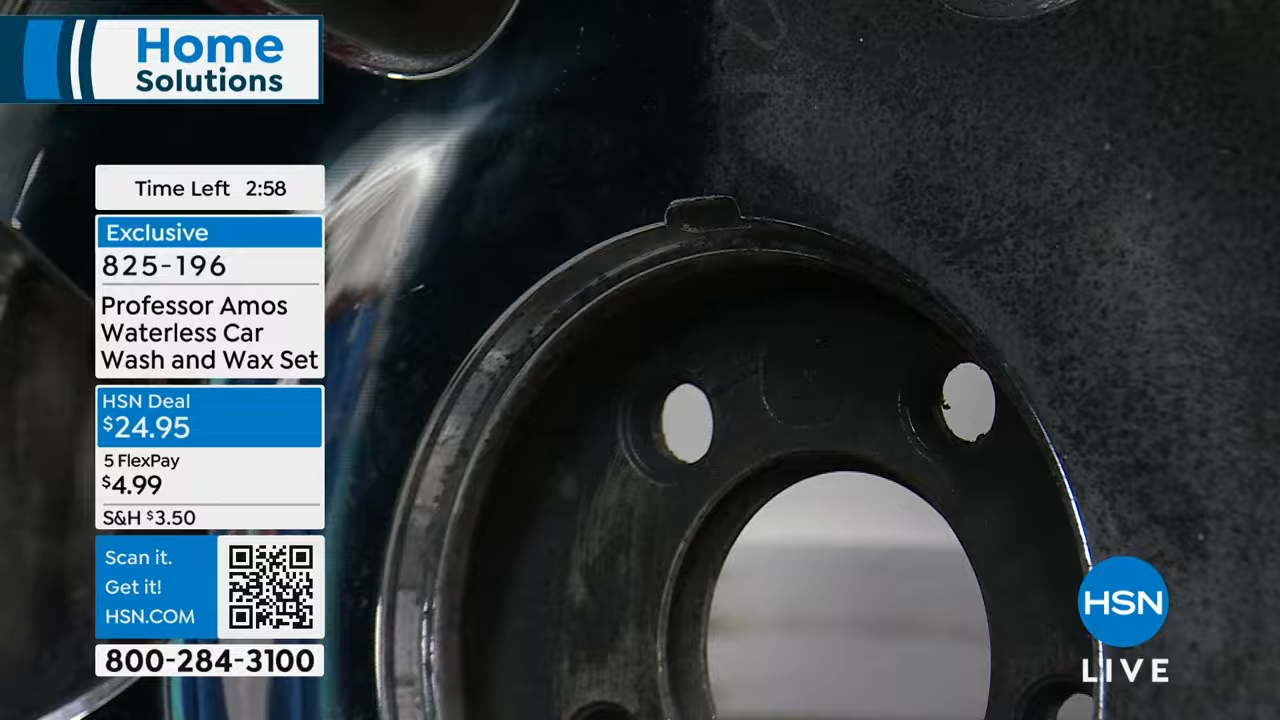 Home
Solutions
Time Left 2:58
Exclusive
825-196
Professor Amos
Waterless Car
Wash and Wax Set
HSN Deal
$24.95
5 FlexPay
$4.99
S&H $3.50
Scan it.
Get it!
HSN.COM
800-284-3100
HSN
LIVE